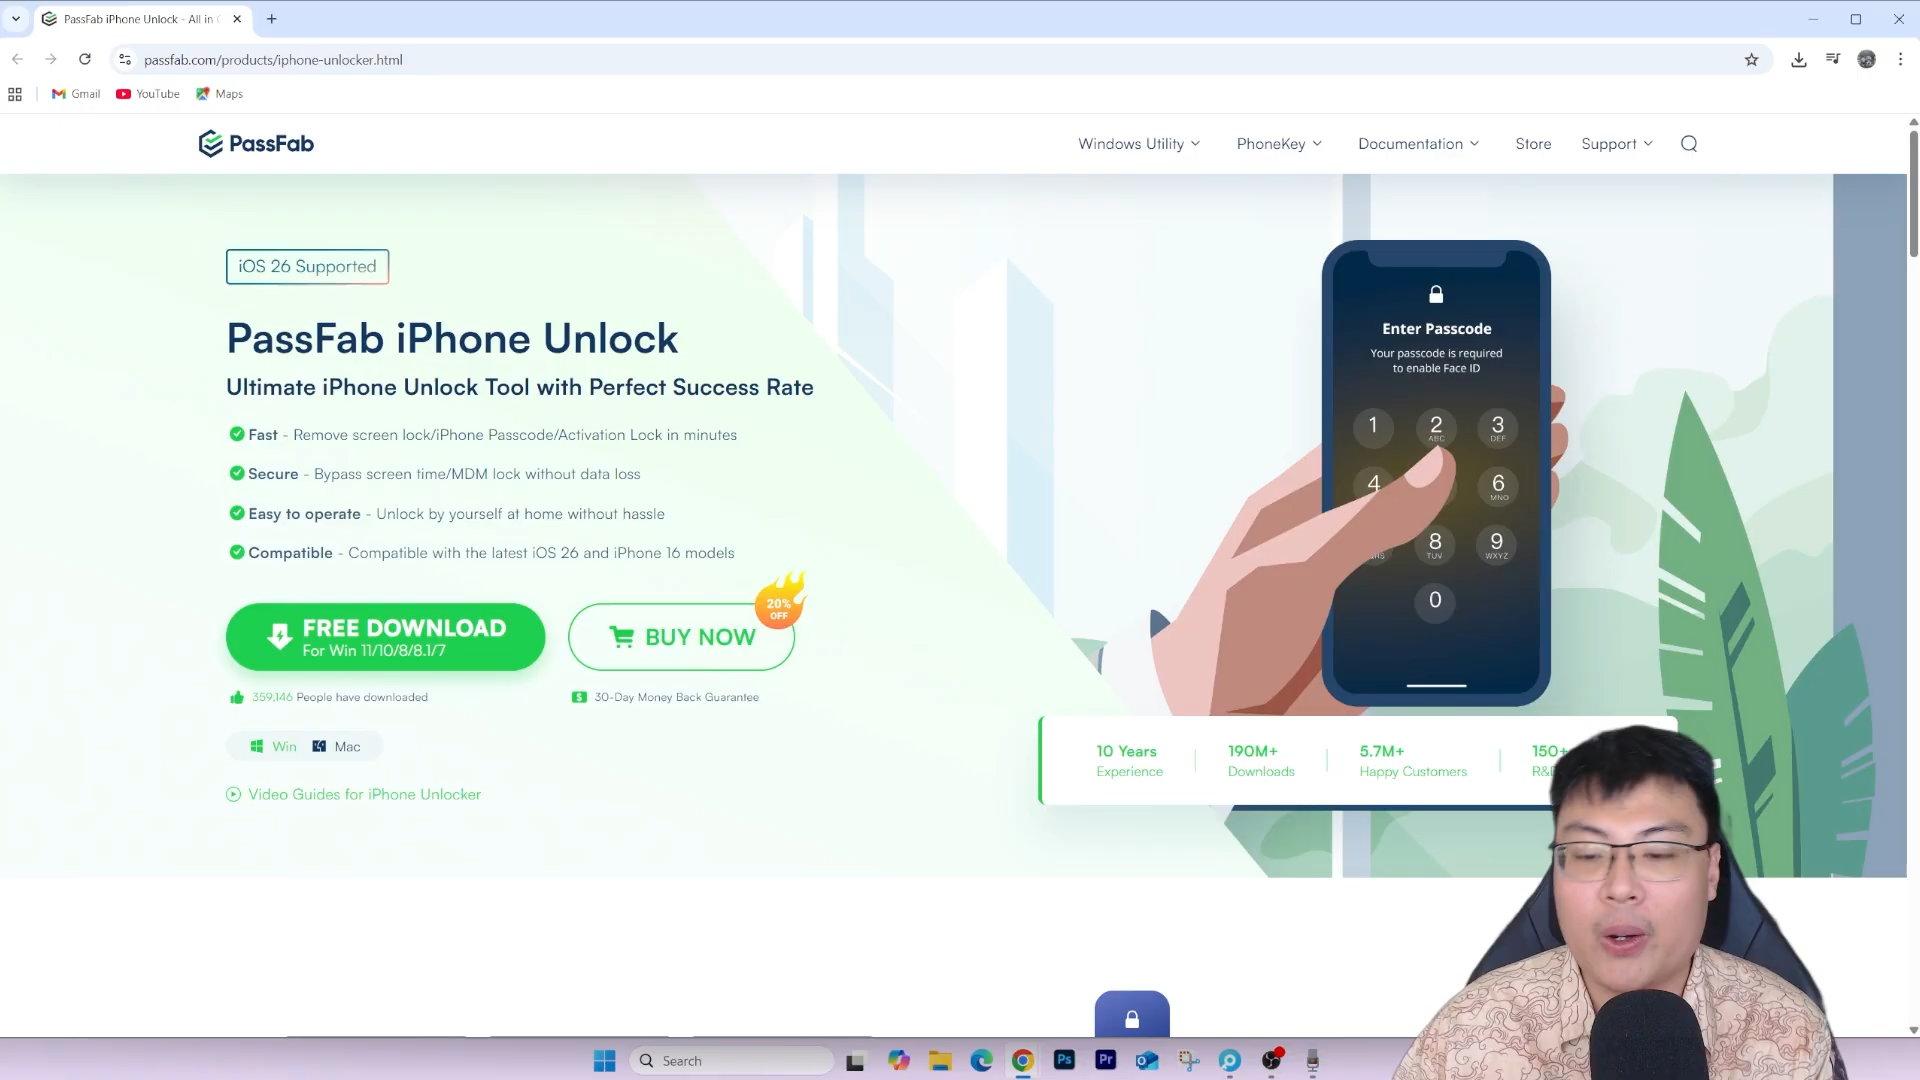 PassFab iPhone Unlock - All in
passfab.com/products/iphone-unlocker.html
Gmail
YouTube
Maps
PassFab
Windows Utility
PhoneKey
Documentation
Store
Support
iOS 26 Supported
PassFab iPhone Unlock
Ultimate iPhone Unlock Tool with Perfect Success Rate
Fast - Remove screen lock/iPhone Passcode/Activation Lock in minutes
Secure - Bypass screen time/MDM lock without data loss
Easy to operate - Unlock by yourself at home without hassle
Compatible - Compatible with the latest iOS 26 and iPhone 16 models
FREE DOWNLOAD
For Win 11/10/8/8.1/7
BUY NOW
20%
OFF
359,146 People have downloaded
30-Day Money Back Guarantee
Win
Mac
Video Guides for iPhone Unlocker
Enter Passcode
Your passcode is required
to enable Face ID
1 2 3
ABC DEF
4 6
MNO
8 9
TUV WXYZ
0
10 Years
Experience
190M+
Downloads
5.7M+
Happy Customers
150+
Search
Ps
Pr